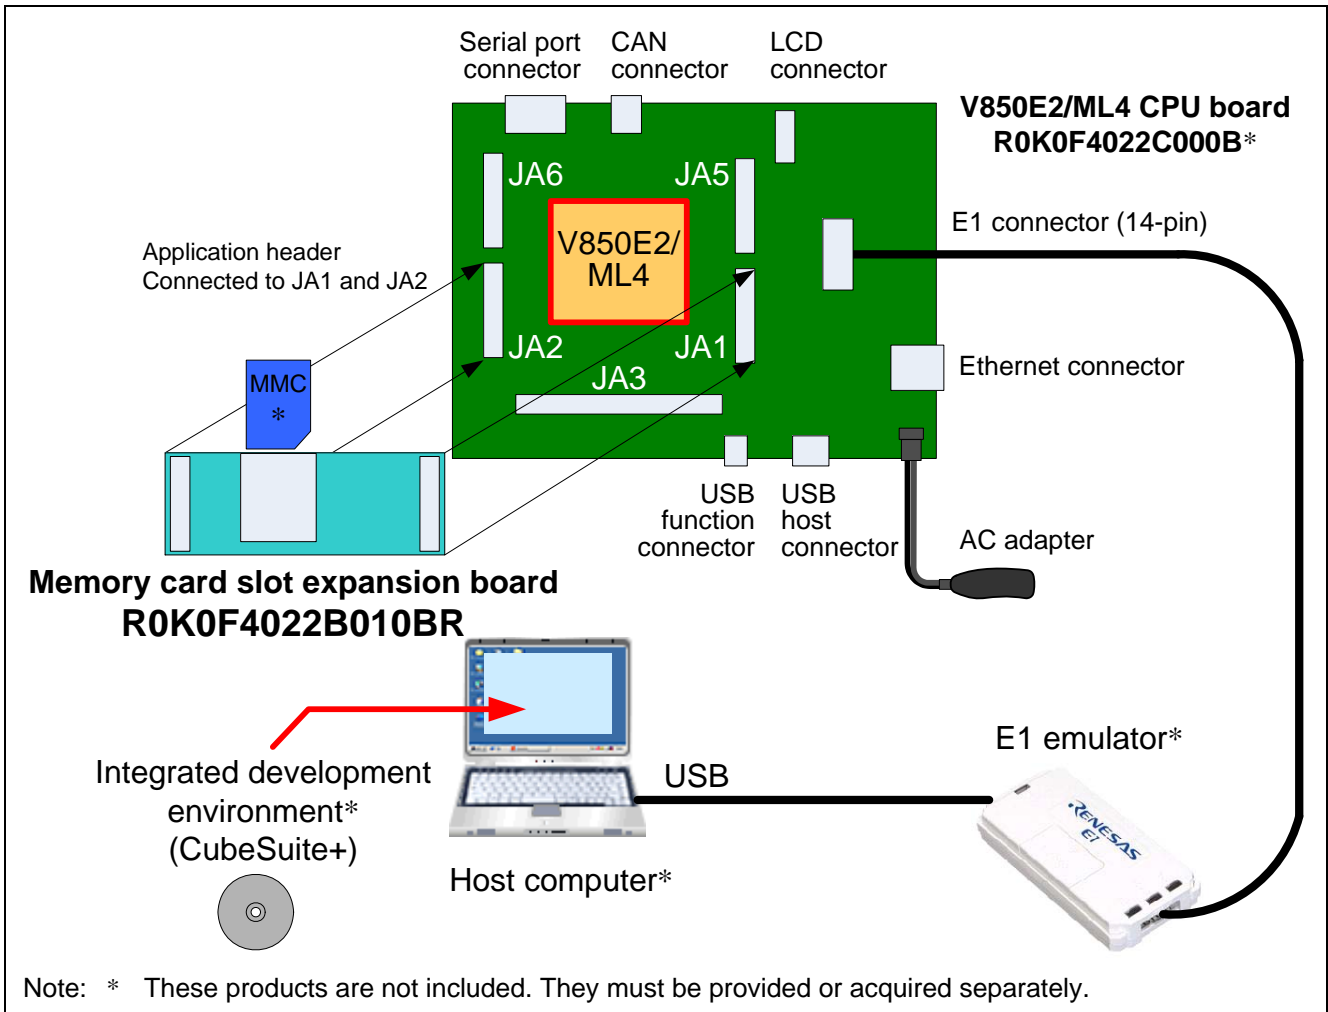 Serial port
connector
CAN
connector
LCD
connector
V850E2/ML4 CPU board
R0K0F4022C000B*
JA6
JA5
V850E2/
ML4
E1 connector (14-pin)
Application header
Connected to JA1 and JA2
JA2
JA1
JA3
Ethernet connector
MMC
*
USB
function
connector
USB
host
connector
AC adapter
Memory card slot expansion board
R0K0F4022B010BR
Integrated development
environment*
(CubeSuite+)
USB
Host computer*
E1 emulator*
RENESAS
E1
Note: * These products are not included. They must be provided or acquired separately.